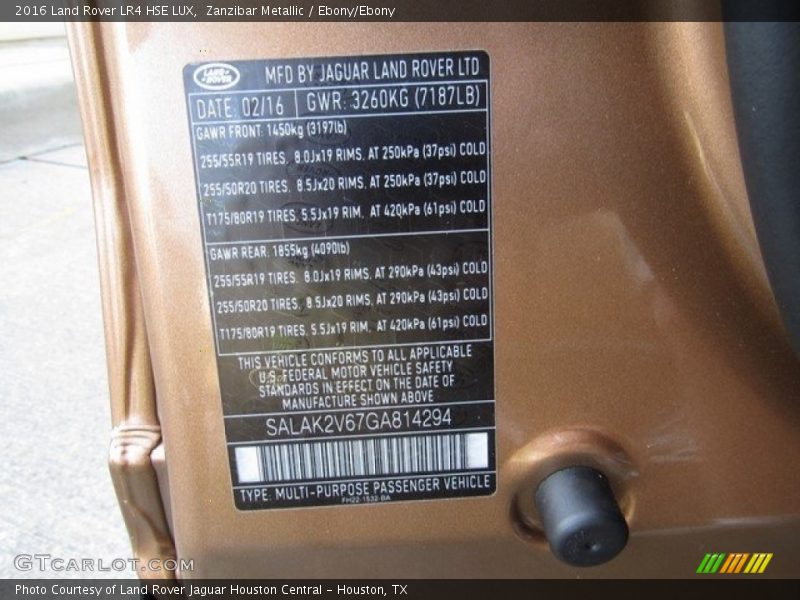 2016 Land Rover LR4 HSE LUX,  Zanzibar Metallic / Ebony/Ebony
LAND ROVER
MFD BY JAGUAR LAND ROVER LTD
DATE: 02/16 GWR: 3260KG (7187LB)
GAWR FRONT: 1450kg (3197lb)
255/55R19 TIRES, 8.0Jx19 RIMS, AT 250kPa (37psi) COLD
255/50R20 TIRES, 8.5Jx20 RIMS, AT 250kPa (37psi) COLD
T175/80R19 TIRES, 5.5Jx19 RIM, AT 420kPa (61psi) COLD
GAWR REAR: 1855kg (4090lb)
255/55R19 TIRES, 8.0Jx19 RIMS, AT 290kPa (43psi) COLD
255/50R20 TIRES, 8.5Jx20 RIMS, AT 290kPa (43psi) COLD
T175/80R19 TIRES, 5.5Jx19 RIM, AT 420kPa (61psi) COLD
THIS VEHICLE CONFORMS TO ALL APPLICABLE
U.S. FEDERAL MOTOR VEHICLE SAFETY
STANDARDS IN EFFECT ON THE DATE OF
MANUFACTURE SHOWN ABOVE
SALAK2V67GA814294
TYPE: MULTI-PURPOSE PASSENGER VEHICLE
FH22-1532-BA
GTcarlot.com
Photo Courtesy of Land Rover Jaguar Houston Central - Houston, TX